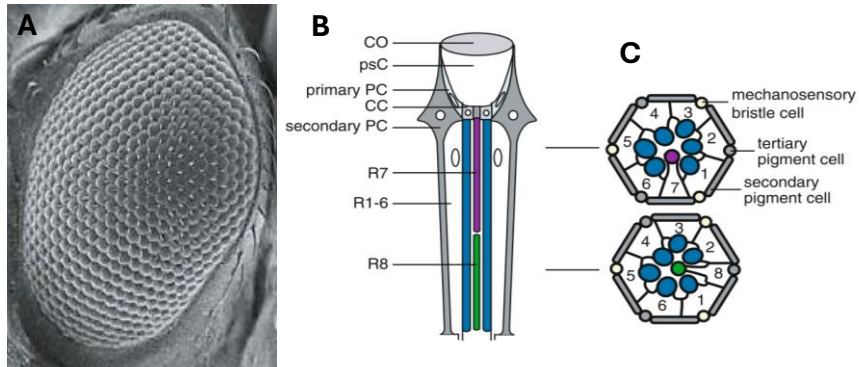 A
B
C
CO
psC
primary PC
CC
secondary PC
R7
R1-6
R8
mechanosensory
bristle cell
tertiary
pigment cell
secondary
pigment cell
4
3
5
2
6
7
1
3
4
2
5
8
6
1